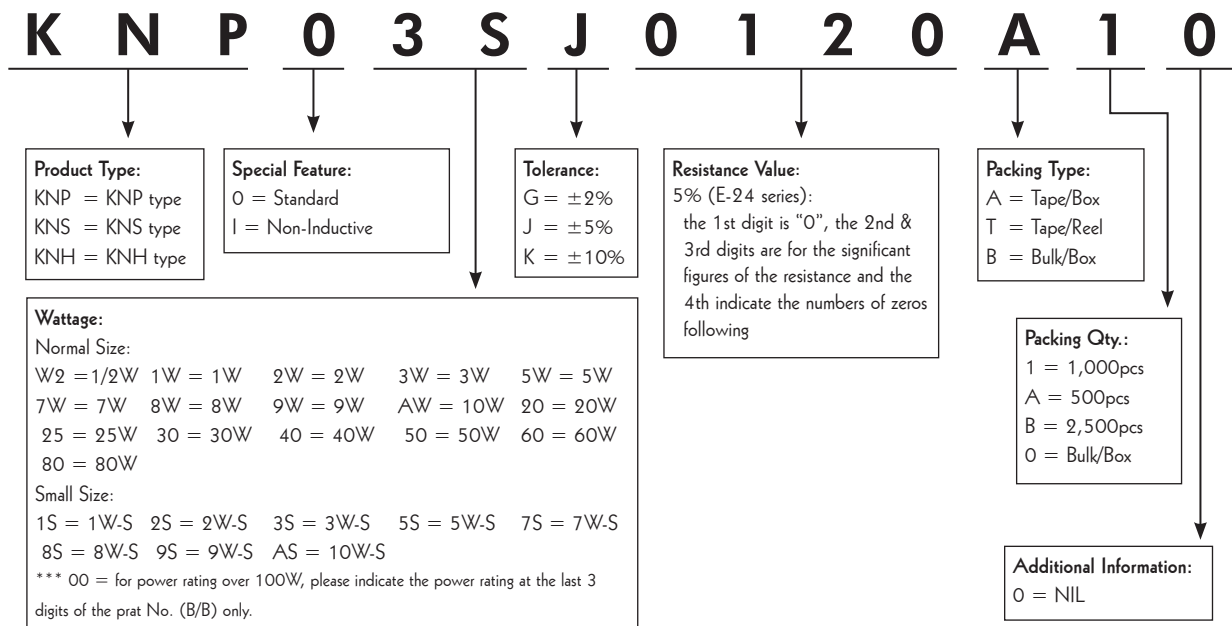 K N P 0 3 S J 0 1 2 0 A 1 0
Product Type:
KNP = KNP type
KNS = KNS type
KNH = KNH type
Special Feature:
0 = Standard
I = Non-Inductive
Tolerance:
G = ±2%
J = ±5%
K = ±10%
Resistance Value:
5% (E-24 series):
the 1st digit is “0”, the 2nd &
3rd digits are for the significant
figures of the resistance and the
4th indicate the numbers of zeros
following
Packing Type:
A = Tape/Box
T = Tape/Reel
B = Bulk/Box
Wattage:
Normal Size:
W2 =1/2W 1W = 1W 2W = 2W 3W = 3W 5W = 5W
7W = 7W 8W = 8W 9W = 9W AW = 10W 20 = 20W
25 = 25W 30 = 30W 40 = 40W 50 = 50W 60 = 60W
80 = 80W
Small Size:
1S = 1W-S 2S = 2W-S 3S = 3W-S 5S = 5W-S 7S = 7W-S
8S = 8W-S 9S = 9W-S AS = 10W-S
*** 00 = for power rating over 100W, please indicate the power rating at the last 3
digits of the prat No. (B/B) only.
Packing Qty.:
1 = 1,000pcs
A = 500pcs
B = 2,500pcs
0 = Bulk/Box
Additional Information:
0 = NIL